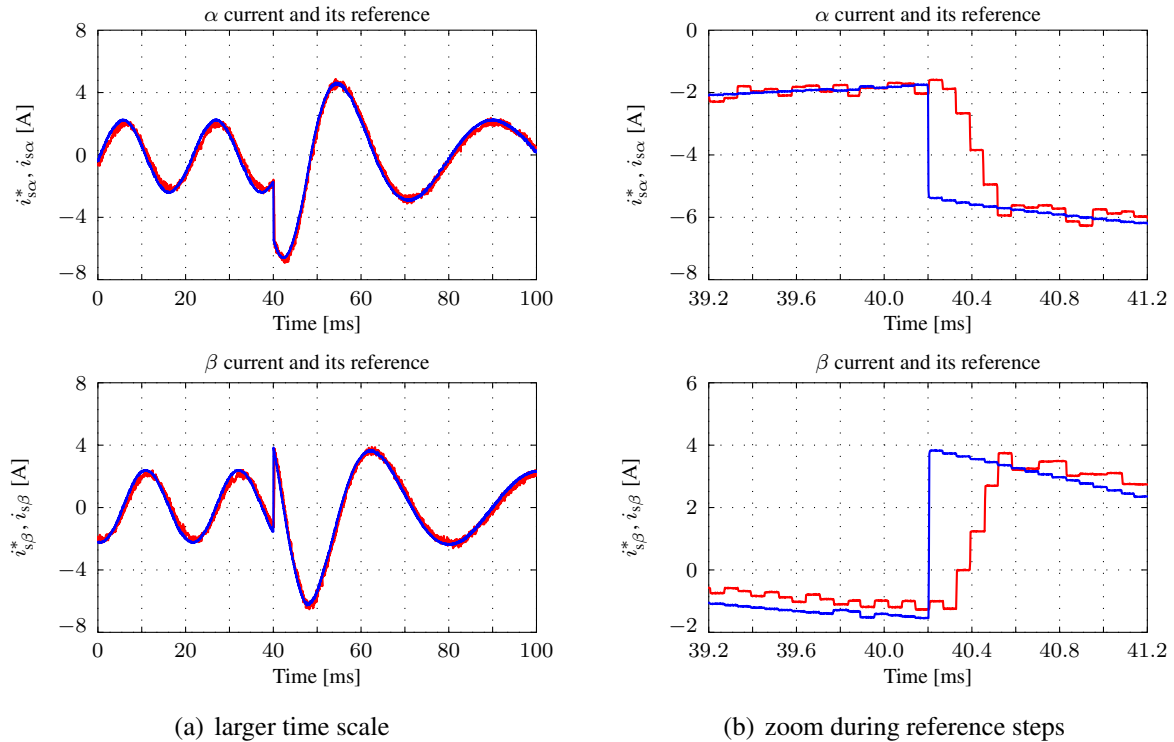 α current and its reference
8
4
0
−4
−8
i*sα, isα [A]
0 20 40 60 80 100
Time [ms]
α current and its reference
0
−2
−4
−6
−8
i*sα, isα [A]
39.2 39.6 40.0 40.4 40.8 41.2
Time [ms]
β current and its reference
8
4
0
−4
−8
i*sβ, isβ [A]
0 20 40 60 80 100
Time [ms]
(a) larger time scale
β current and its reference
6
4
2
0
−2
i*sβ, isβ [A]
39.2 39.6 40.0 40.4 40.8 41.2
Time [ms]
(b) zoom during reference steps